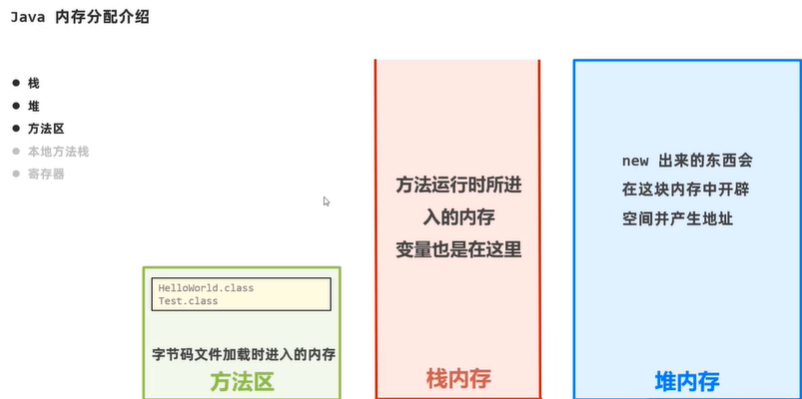 Java 内存分配介绍
● 栈
● 堆
● 方法区
● 本地方法栈
● 寄存器
HelloWorld.class
Test.class
字节码文件加载时进入的内存
方法区
方法运行时所进
入的内存
变量也是在这里
栈内存
new 出来的东西会
在这块内存中开辟
空间并产生地址
堆内存